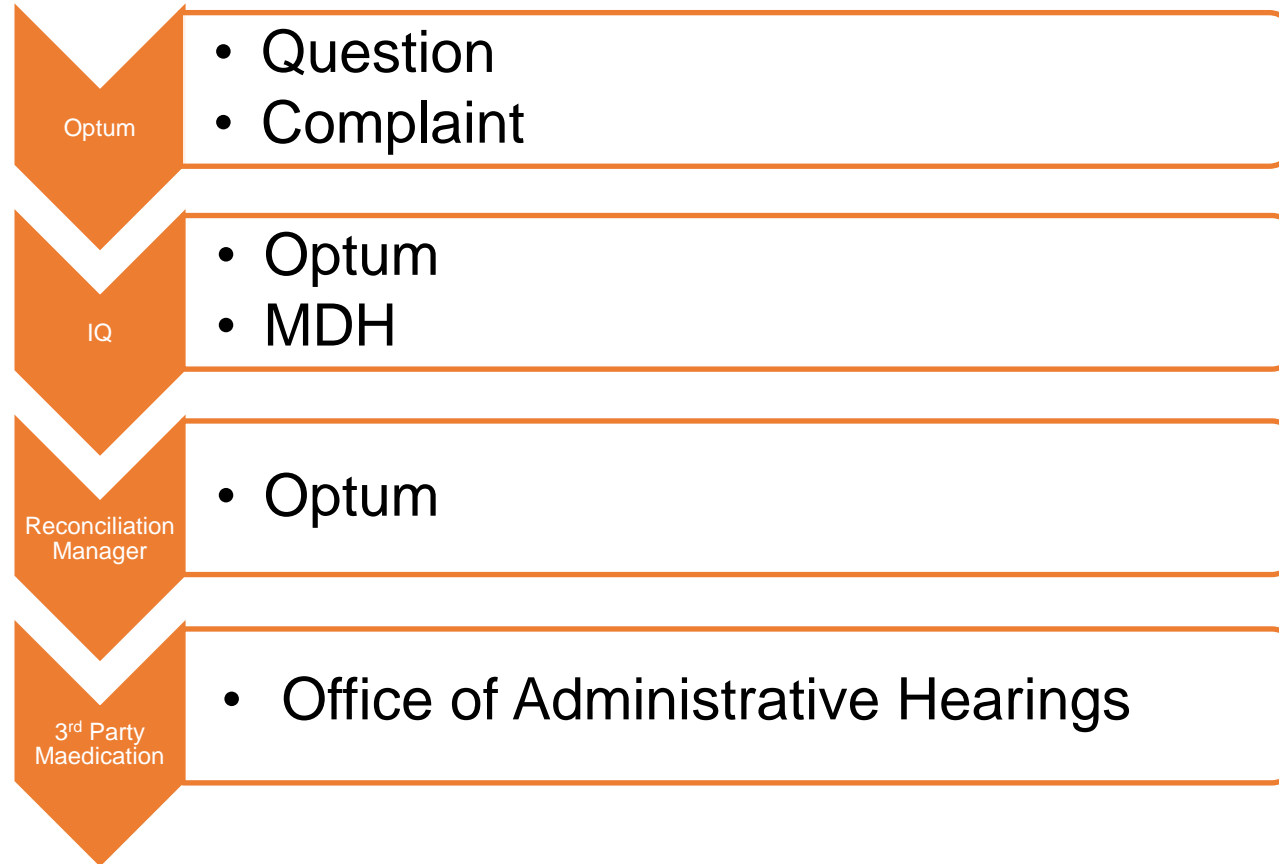 Optum
• Question
• Complaint
IQ
• Optum
• MDH
Reconciliation
Manager
• Optum
3rd Party
Maedication
• Office of Administrative Hearings